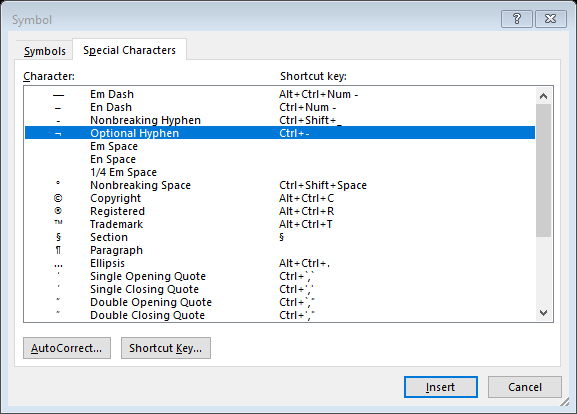 Symbol ? X
Symbols Special Characters
Character: Shortcut key:
— Em Dash Alt+Ctrl+Num -
– En Dash Ctrl+Num -
- Nonbreaking Hyphen Ctrl+Shift+_
¬ Optional Hyphen Ctrl+-
Em Space
En Space
1/4 Em Space
° Nonbreaking Space Ctrl+Shift+Space
© Copyright Alt+Ctrl+C
® Registered Alt+Ctrl+R
™ Trademark Alt+Ctrl+T
§ Section §
¶ Paragraph
… Ellipsis Alt+Ctrl+.
‘ Single Opening Quote Ctrl+`,`
’ Single Closing Quote Ctrl+','
“ Double Opening Quote Ctrl+`,"
” Double Closing Quote Ctrl+',"
AutoCorrect... Shortcut Key...
Insert Cancel